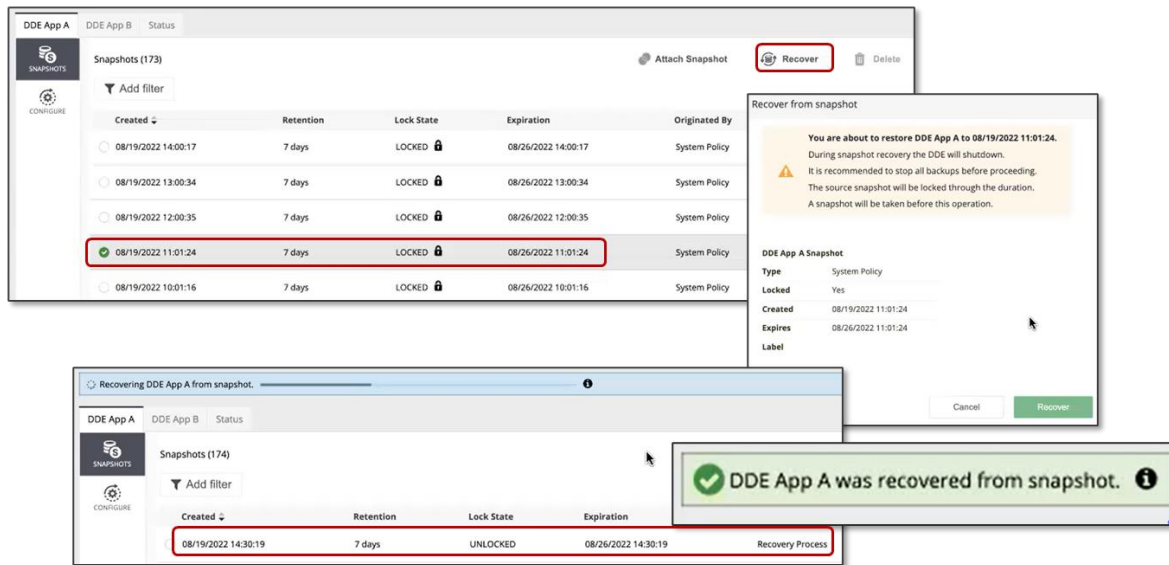 DDE App A DDE App B Status
SNAPSHOTS
CONFIGURE
Snapshots (173)
Attach Snapshot Recover Delete
Add filter
Created Retention Lock State Expiration Originated By
08/19/2022 14:00:17 7 days LOCKED 08/26/2022 14:00:17 System Policy
08/19/2022 13:00:34 7 days LOCKED 08/26/2022 13:00:34 System Policy
08/19/2022 12:00:35 7 days LOCKED 08/26/2022 12:00:35 System Policy
08/19/2022 11:01:24 7 days LOCKED 08/26/2022 11:01:24 System Policy
08/19/2022 10:01:16 7 days LOCKED 08/26/2022 10:01:16 System Policy
Recover from snapshot
You are about to restore DDE App A to 08/19/2022 11:01:24.
During snapshot recovery the DDE will shutdown.
It is recommended to stop all backups before proceeding.
The source snapshot will be locked through the duration.
A snapshot will be taken before this operation.
DDE App A Snapshot
Type System Policy
Locked Yes
Created 08/19/2022 11:01:24
Expires 08/26/2022 11:01:24
Label
Cancel Recover
Recovering DDE App A from snapshot.
DDE App A DDE App B Status
SNAPSHOTS
CONFIGURE
Snapshots (174)
Add filter
Created Retention Lock State Expiration
08/19/2022 14:30:19 7 days UNLOCKED 08/26/2022 14:30:19 Recovery Process
DDE App A was recovered from snapshot.